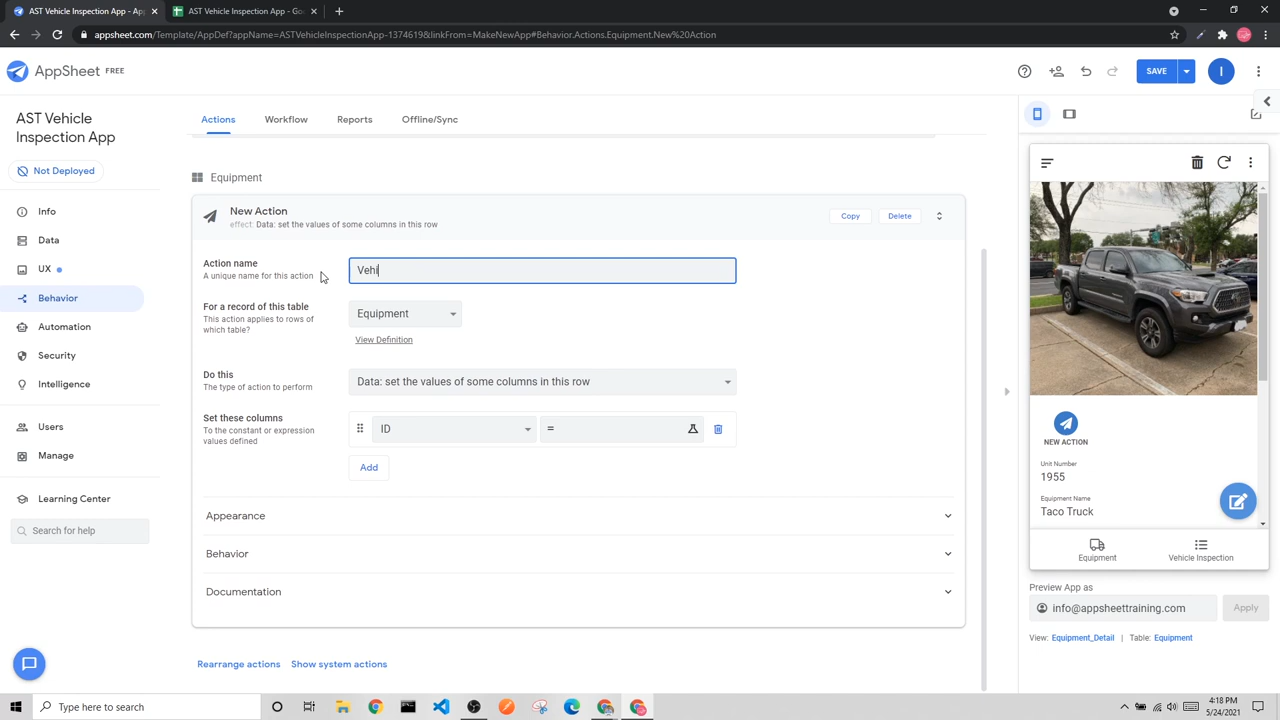 AST Vehicle Inspection App - Ap
AST Vehicle Inspection App - Goo
appsheet.com/Template/AppDef?appName=ASTVehicleInspectionApp-1374619&linkFrom=MakeNewApp#Behavior.Actions.Equipment.New%20Action
AppSheet FREE
SAVE
I
AST Vehicle
Inspection App
Not Deployed
Info
Data
UX
Behavior
Automation
Security
Intelligence
Users
Manage
Learning Center
Search for help
Actions
Workflow
Reports
Offline/Sync
Equipment
New Action
effect: Data: set the values of some columns in this row
Copy
Delete
Action name
A unique name for this action
Vehi
For a record of this table
This action applies to rows of
which table?
Equipment
View Definition
Do this
The type of action to perform
Data: set the values of some columns in this row
Set these columns
To the constant or expression
values defined
ID
=
Add
Appearance
Behavior
Documentation
Rearrange actions
Show system actions
NEW ACTION
Unit Number
1955
Equipment Name
Taco Truck
Equipment
Vehicle Inspection
Preview App as
info@appsheettraining.com
Apply
View: Equipment_Detail | Table: Equipment
Type here to search
4:18 PM
5/24/2021